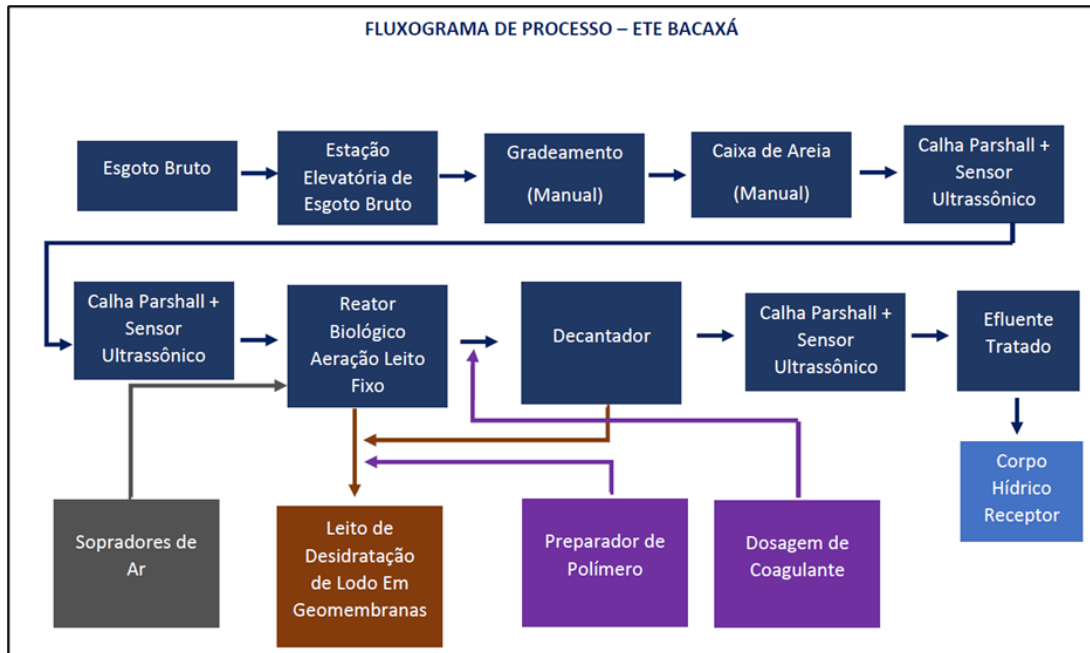 FLUXOGRAMA DE PROCESSO – ETE BACAXÁ
Esgoto Bruto
Estação
Elevatória de
Esgoto Bruto
Gradeamento
(Manual)
Caixa de Areia
(Manual)
Calha Parshall +
Sensor
Ultrassônico
Calha Parshall +
Sensor
Ultrassônico
Reator
Biológico
Aeração Leito
Fixo
Decantador
Calha Parshall +
Sensor
Ultrassônico
Efluente
Tratado
Sopradores de
Ar
Leito de
Desidratação
de Lodo Em
Geomembranas
Preparador de
Polímero
Dosagem de
Coagulante
Corpo
Hídrico
Receptor